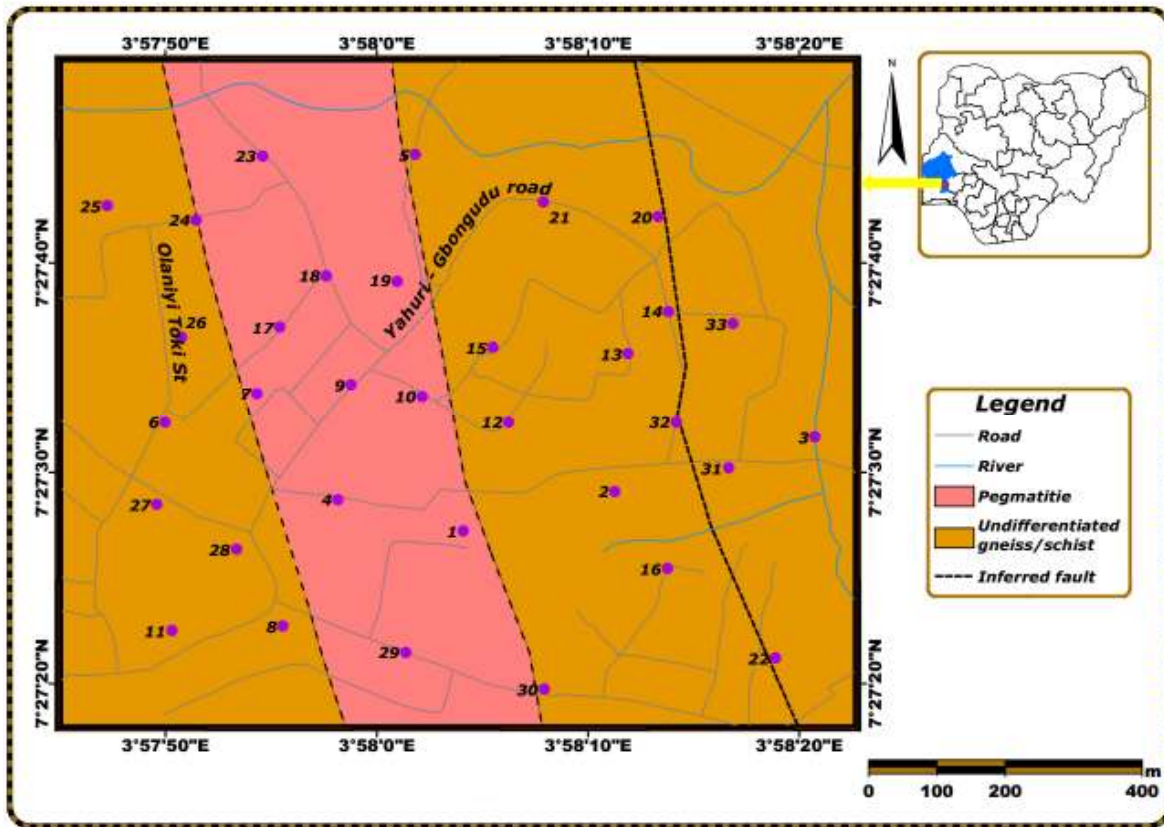 3°57'50"E 3°58'0"E 3°58'10"E 3°58'20"E
N
23
5
25
24
Yahuri - Gbongudu road
21
20
7°27'40"N
7°27'40"N
18
19
Olaniyi Toki St
26
17
14
33
15
13
7
9
10
6
12
32
3
7°27'30"N
7°27'30"N
31
4
2
27
1
28
16
11
8
29
22
30
7°27'20"N
7°27'20"N
3°57'50"E 3°58'0"E 3°58'10"E 3°58'20"E
Legend
Road
River
Pegmatitie
Undifferentiated
gneiss/schist
Inferred fault
m
0 100 200 400